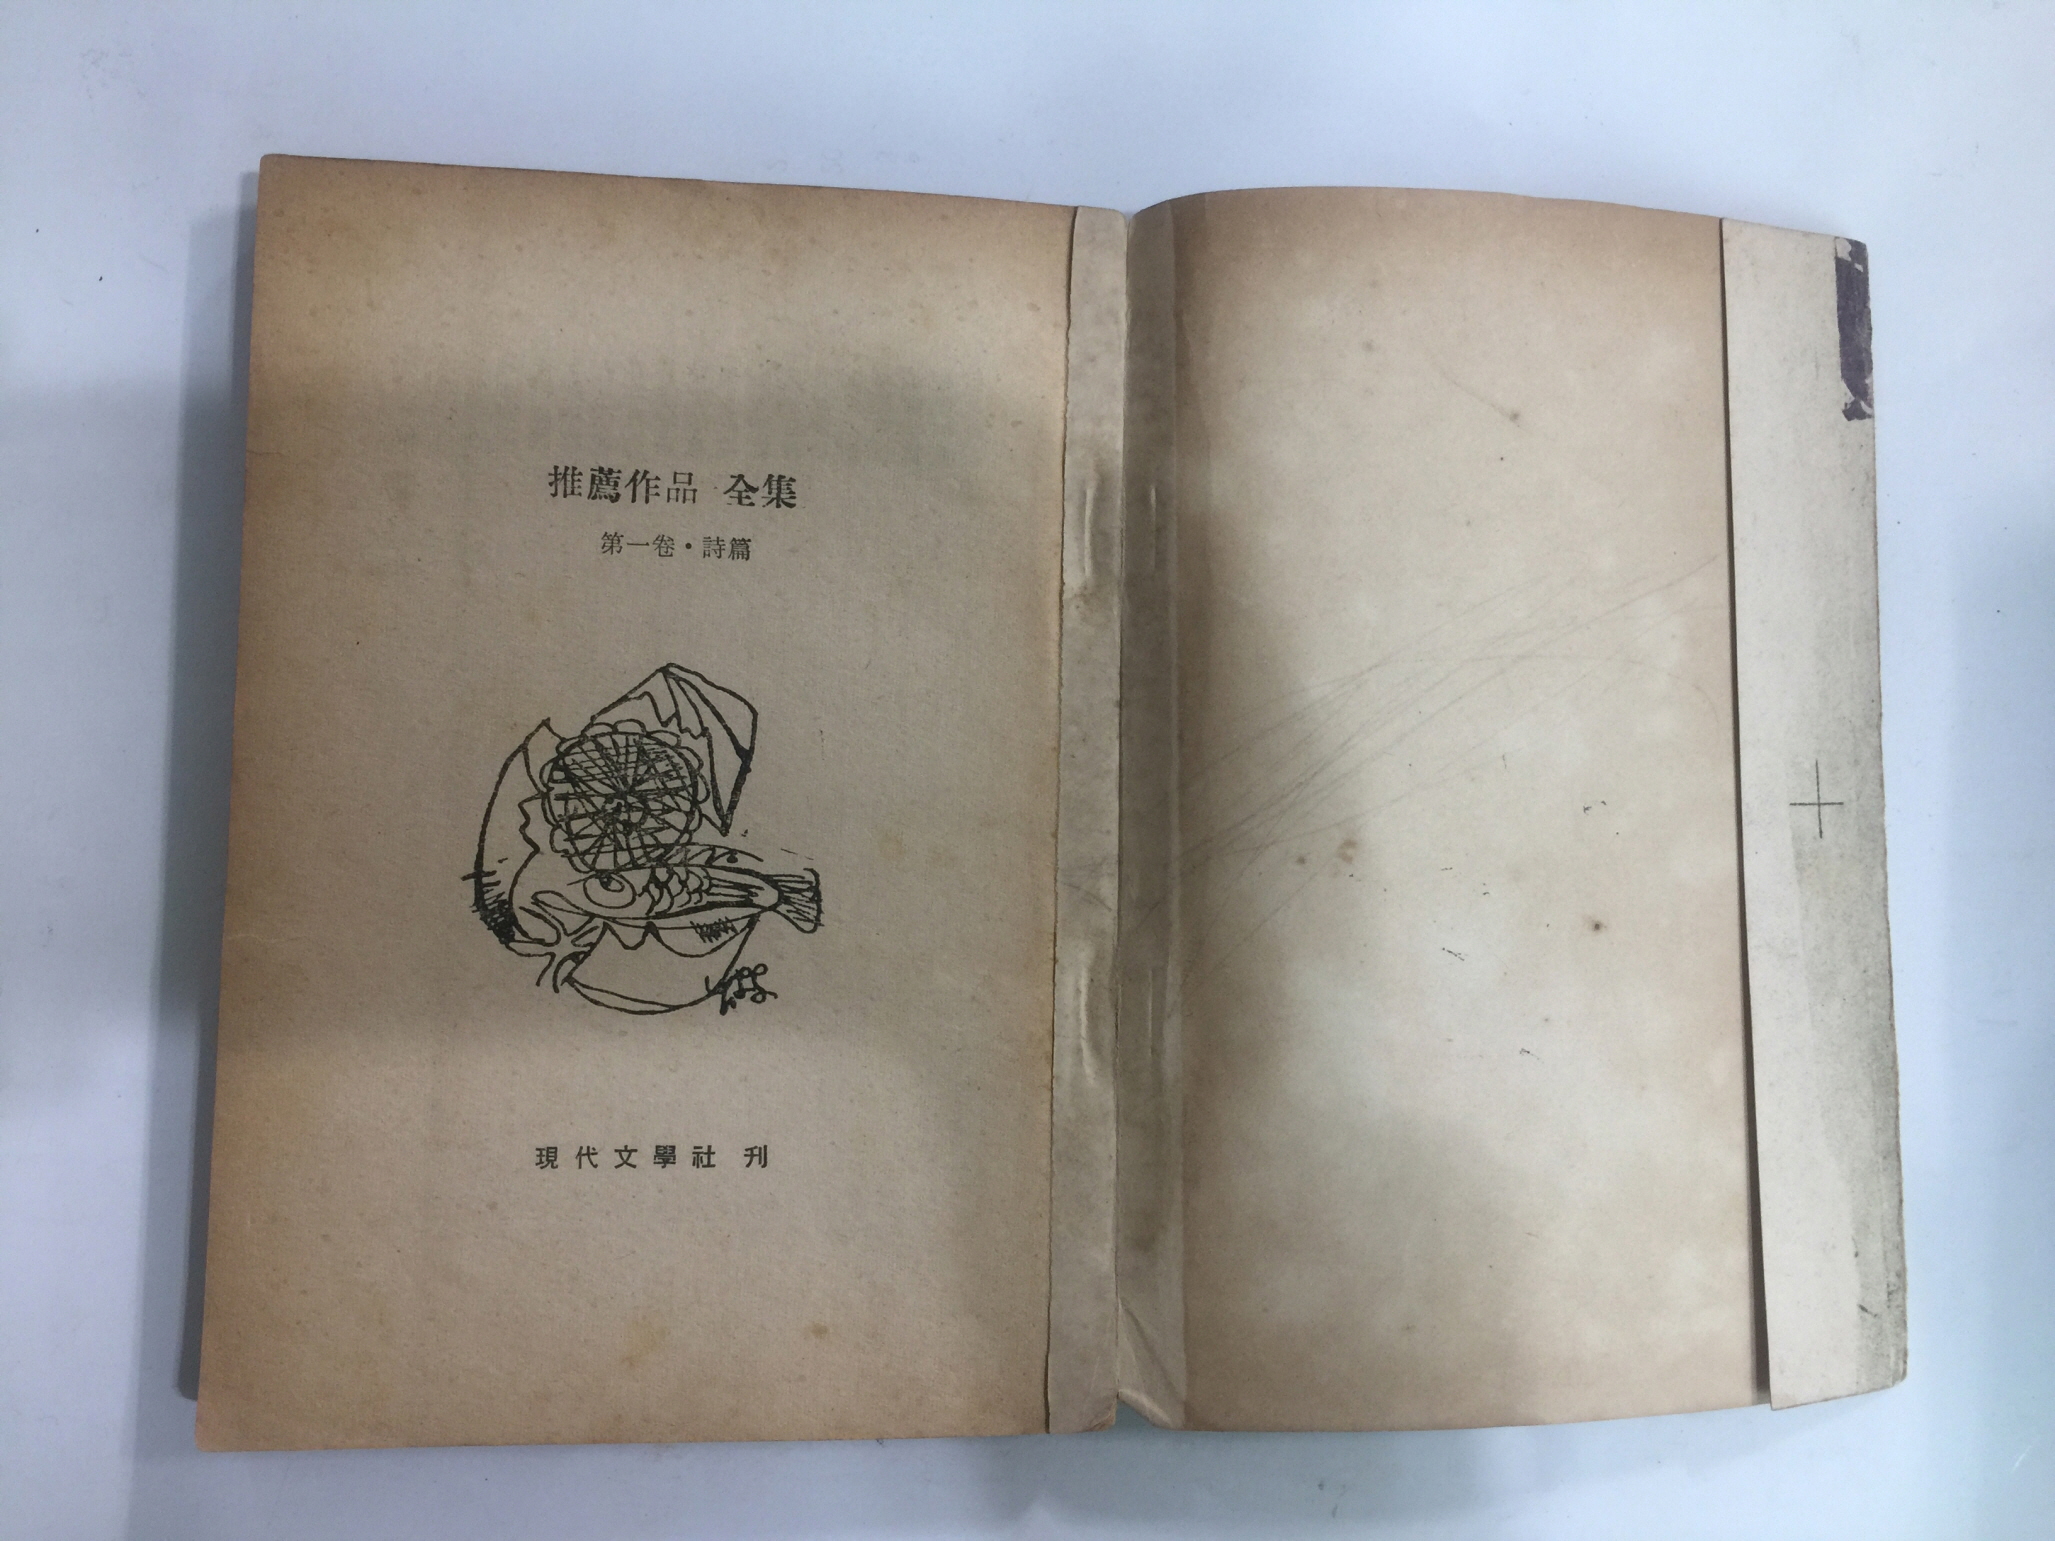 推薦作品 全集
第一卷・詩篇
現代文學社 刊